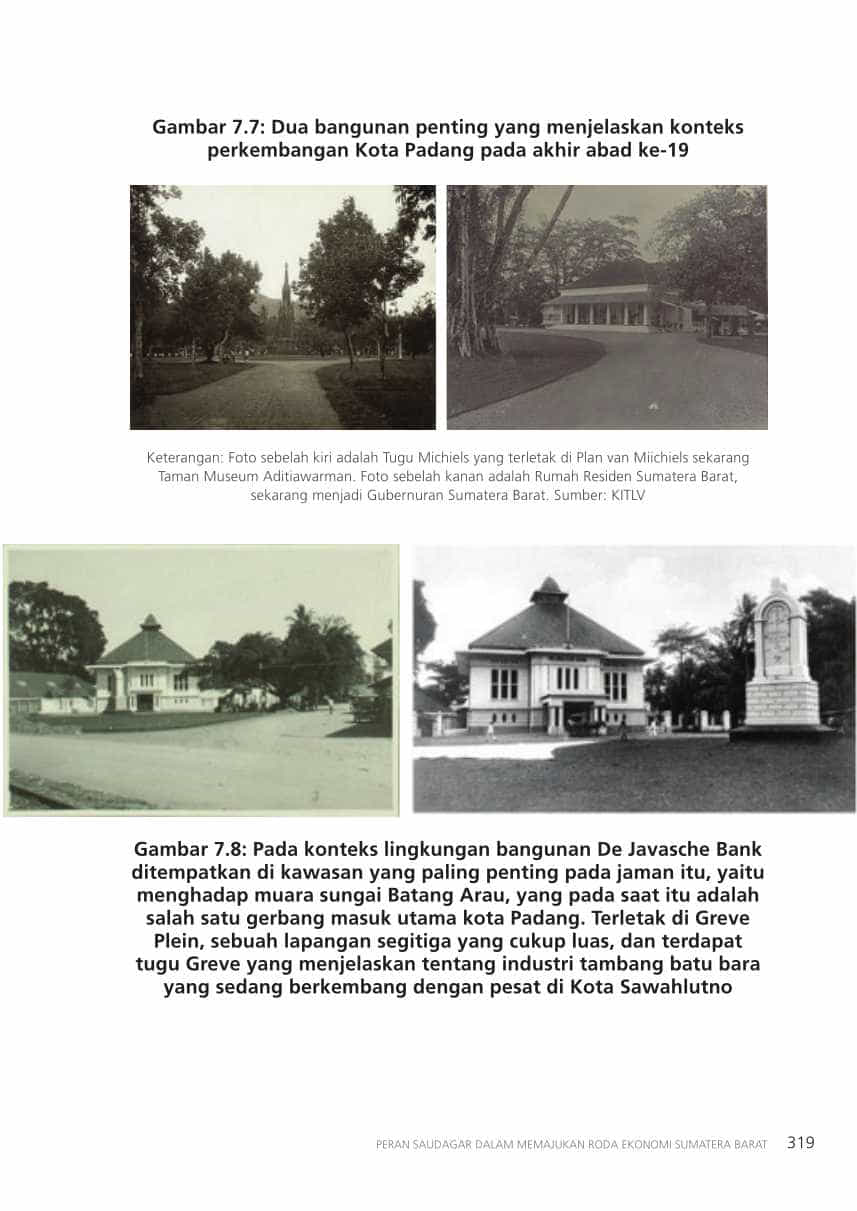 Gambar 7.7: Dua bangunan penting yang menjelaskan konteks
perkembangan Kota Padang pada akhir abad ke-19
Keterangan: Foto sebelah kiri adalah Tugu Michiels yang terletak di Plan van Miichiels sekarang
Taman Museum Aditiawarman. Foto sebelah kanan adalah Rumah Residen Sumatera Barat,
sekarang menjadi Gubernuran Sumatera Barat. Sumber: KITLV
Gambar 7.8: Pada konteks lingkungan bangunan De Javasche Bank
ditempatkan di kawasan yang paling penting pada jaman itu, yaitu
menghadap muara sungai Batang Arau, yang pada saat itu adalah
salah satu gerbang masuk utama kota Padang. Terletak di Greve
Plein, sebuah lapangan segitiga yang cukup luas, dan terdapat
tugu Greve yang menjelaskan tentang industri tambang batu bara
yang sedang berkembang dengan pesat di Kota Sawahlutno
PERAN SAUDAGAR DALAM MEMAJUKAN RODA EKONOMI SUMATERA BARAT 319